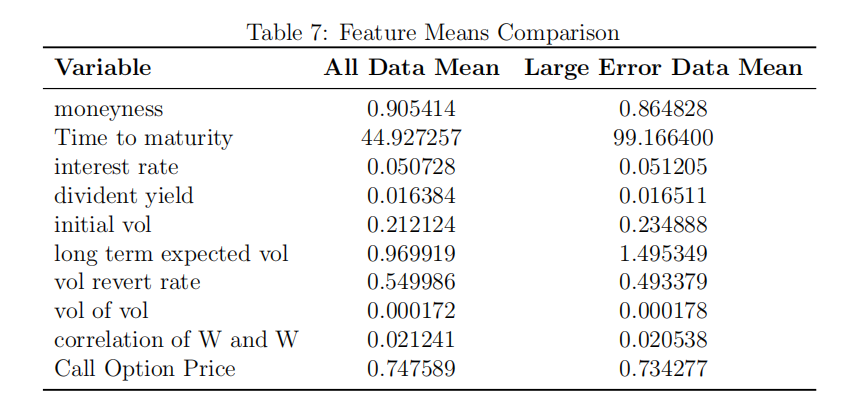 Table 7: Feature Means Comparison
Variable All Data Mean Large Error Data Mean
moneyness 0.905414 0.864828
Time to maturity 44.927257 99.166400
interest rate 0.050728 0.051205
divident yield 0.016384 0.016511
initial vol 0.212124 0.234888
long term expected vol 0.969919 1.495349
vol revert rate 0.549986 0.493379
vol of vol 0.000172 0.000178
correlation of W and W 0.021241 0.020538
Call Option Price 0.747589 0.734277